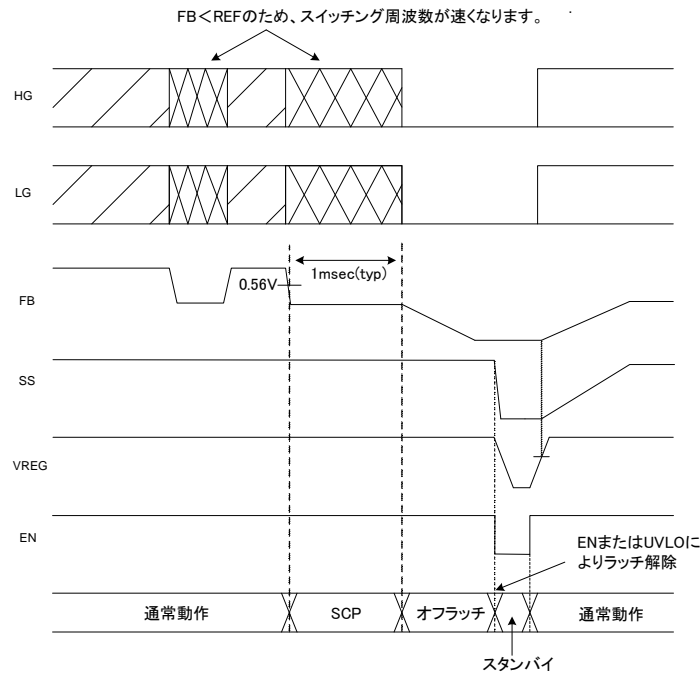 FB＜REFのため、スイッチング周波数が速くなります。
HG
LG
1msec(typ)
0.56V
FB
SS
VREG
EN
ENまたはUVLOに
よりラッチ解除
通常動作
SCP
オフラッチ
通常動作
スタンバイ